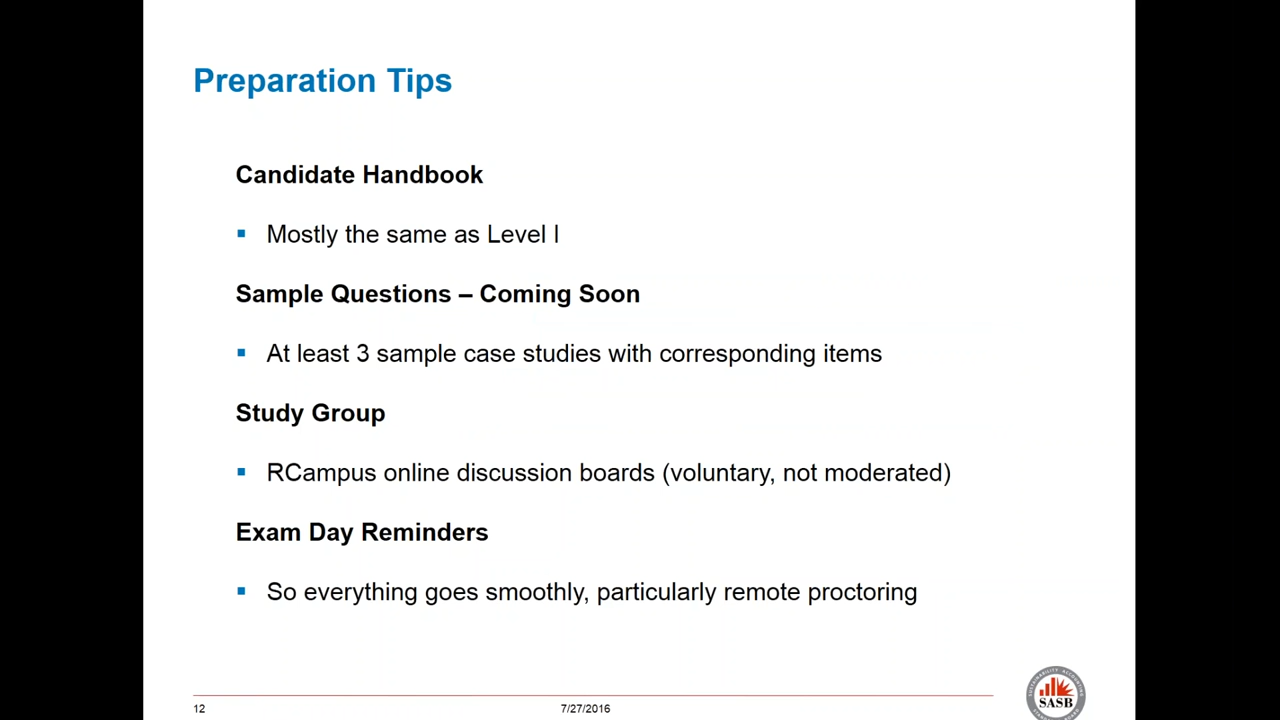 Preparation Tips
Candidate Handbook
Mostly the same as Level I
Sample Questions – Coming Soon
At least 3 sample case studies with corresponding items
Study Group
RCampus online discussion boards (voluntary, not moderated)
Exam Day Reminders
So everything goes smoothly, particularly remote proctoring
12
7/27/2016
SUSTAINABILITY ACCOUNTING
SASB